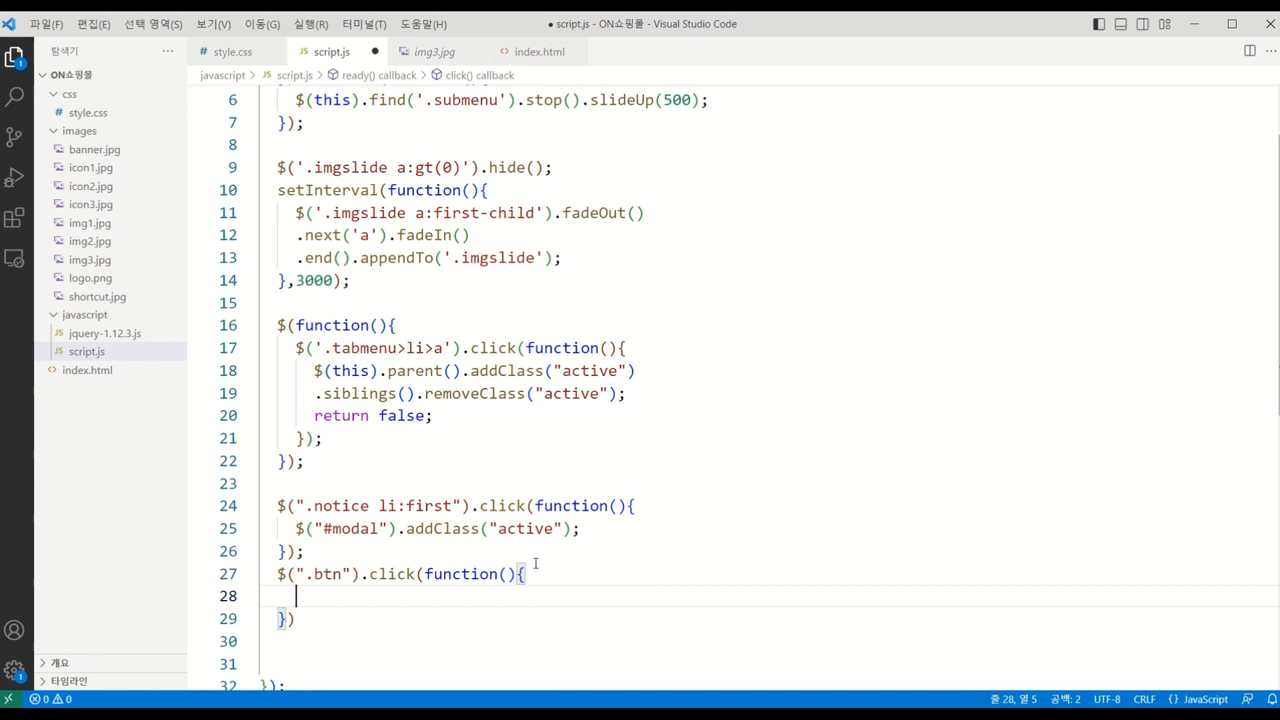 파일(F) 편집(E) 선택 영역(S) 보기(V) 이동(G) 실행(R) 터미널(T) 도움말(H)
● script.js - ON쇼핑몰 - Visual Studio Code
탐색기 ···
# style.css
JS script.js ●
img3.jpg
<> index.html
javascript > JS script.js > ready() callback > click() callback
ON쇼핑몰
css
# style.css
images
banner.jpg
icon1.jpg
icon2.jpg
icon3.jpg
img1.jpg
img2.jpg
img3.jpg
logo.png
shortcut.jpg
javascript
JS jquery-1.12.3.js
JS script.js
<> index.html
개요
타임라인
6 $(this).find('.submenu').stop().slideUp(500);
7 });
8
9 $('.imgslide a:gt(0)').hide();
10 setInterval(function(){
11 $('.imgslide a:first-child').fadeOut()
12 .next('a').fadeIn()
13 .end().appendTo('.imgslide');
14 },3000);
15
16 $(function(){
17 $('.tabmenu>li>a').click(function(){
18 $(this).parent().addClass("active")
19 .siblings().removeClass("active");
20 return false;
21 });
22 });
23
24 $(".notice li:first").click(function(){
25 $("#modal").addClass("active");
26 });
27 $(".btn").click(function(){
28
29 })
30
31
32 });
1
1
0 0
줄 28, 열 5 공백: 2 UTF-8 CRLF {} JavaScript